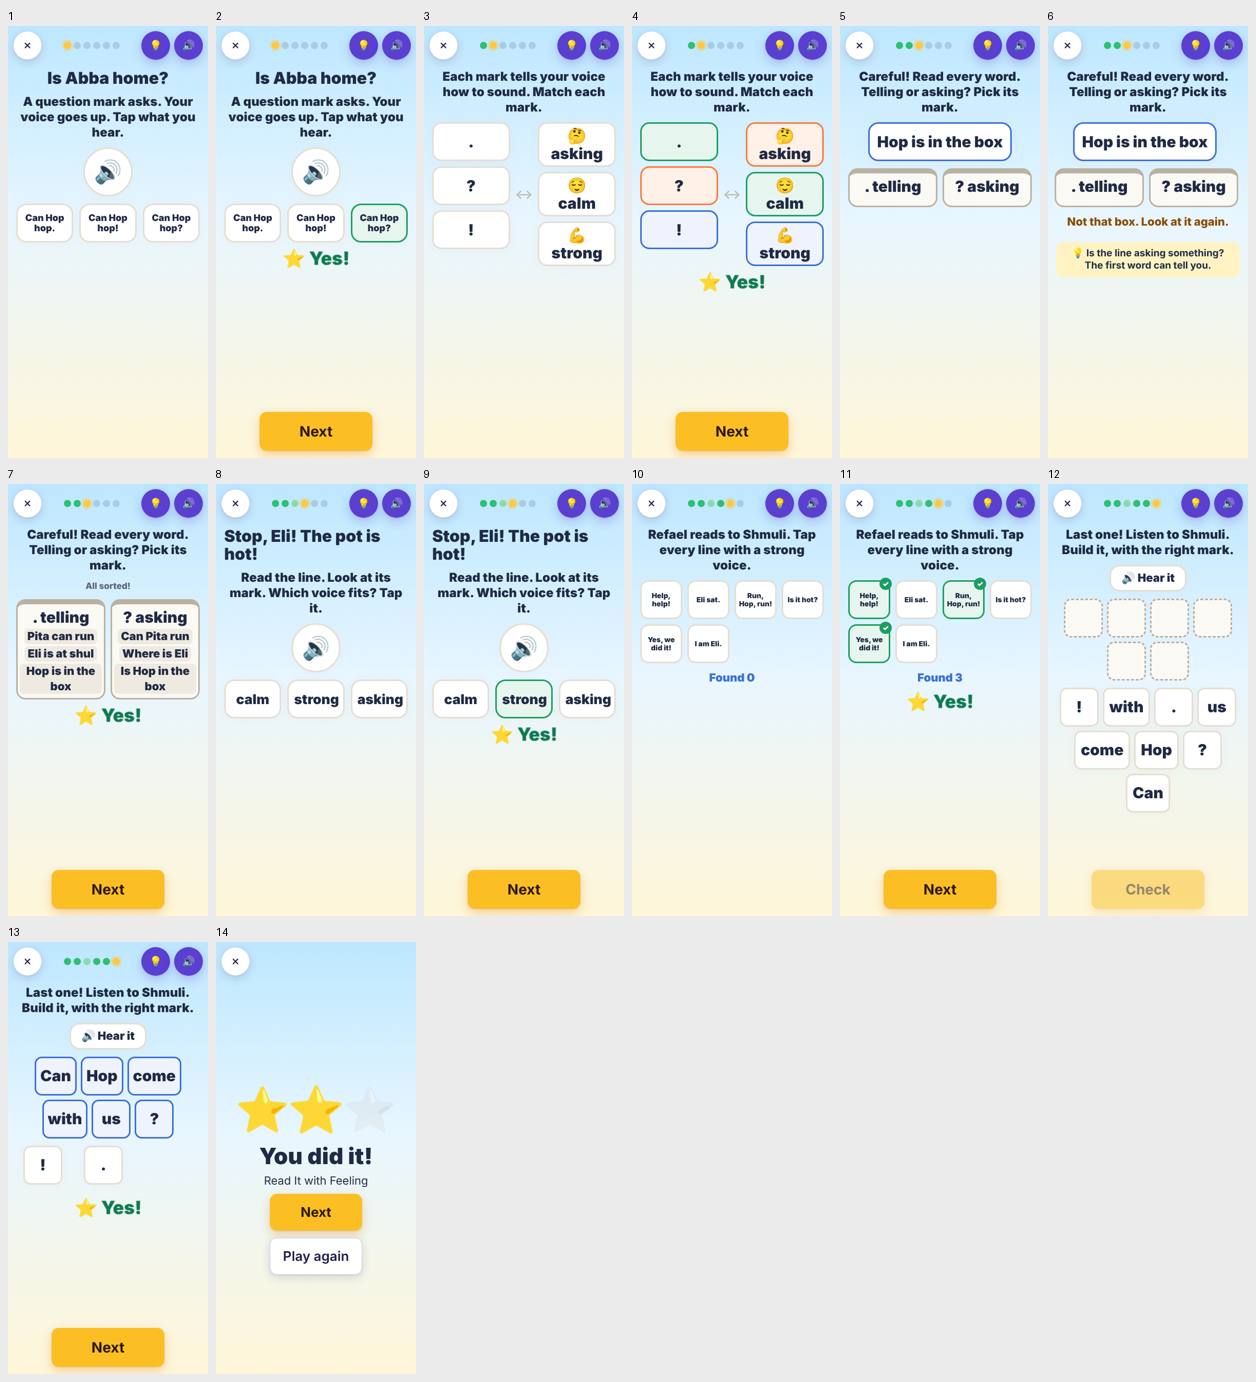 1
2
3
4
5
6
Is Abba home?
A question mark asks. Your
voice goes up. Tap what you
hear.
Can Hop
hop.
Can Hop
hop!
Can Hop
hop?
Is Abba home?
A question mark asks. Your
voice goes up. Tap what you
hear.
Can Hop
hop.
Can Hop
hop!
Can Hop
hop?
Yes!
Next
Each mark tells your voice
how to sound. Match each
mark.
.
?
!
asking
calm
strong
Each mark tells your voice
how to sound. Match each
mark.
.
?
!
asking
calm
strong
Yes!
Next
Careful! Read every word.
Telling or asking? Pick its
mark.
Hop is in the box
. telling
? asking
Careful! Read every word.
Telling or asking? Pick its
mark.
Hop is in the box
. telling
? asking
Not that box. Look at it again.
Is the line asking something?
The first word can tell you.
7
8
9
10
11
12
Careful! Read every word.
Telling or asking? Pick its
mark.
All sorted!
. telling
Pita can run
Eli is at shul
Hop is in the
box
? asking
Can Pita run
Where is Eli
Is Hop in the
box
Yes!
Next
Stop, Eli! The pot is
hot!
Read the line. Look at its
mark. Which voice fits? Tap
it.
calm
strong
asking
Stop, Eli! The pot is
hot!
Read the line. Look at its
mark. Which voice fits? Tap
it.
calm
strong
asking
Yes!
Next
Refael reads to Shmuli. Tap
every line with a strong
voice.
Help,
help!
Eli sat.
Run,
Hop, run!
Is it hot?
Yes, we
did it!
I am Eli.
Found 0
Refael reads to Shmuli. Tap
every line with a strong
voice.
Help,
help!
Eli sat.
Run,
Hop, run!
Is it hot?
Yes, we
did it!
I am Eli.
Found 3
Yes!
Next
Last one! Listen to Shmuli.
Build it, with the right mark.
Hear it
! with . us
come Hop ?
Can
Check
13
14
Last one! Listen to Shmuli.
Build it, with the right mark.
Hear it
Can Hop come
with us ?
! .
Yes!
Next
You did it!
Read It with Feeling
Next
Play again